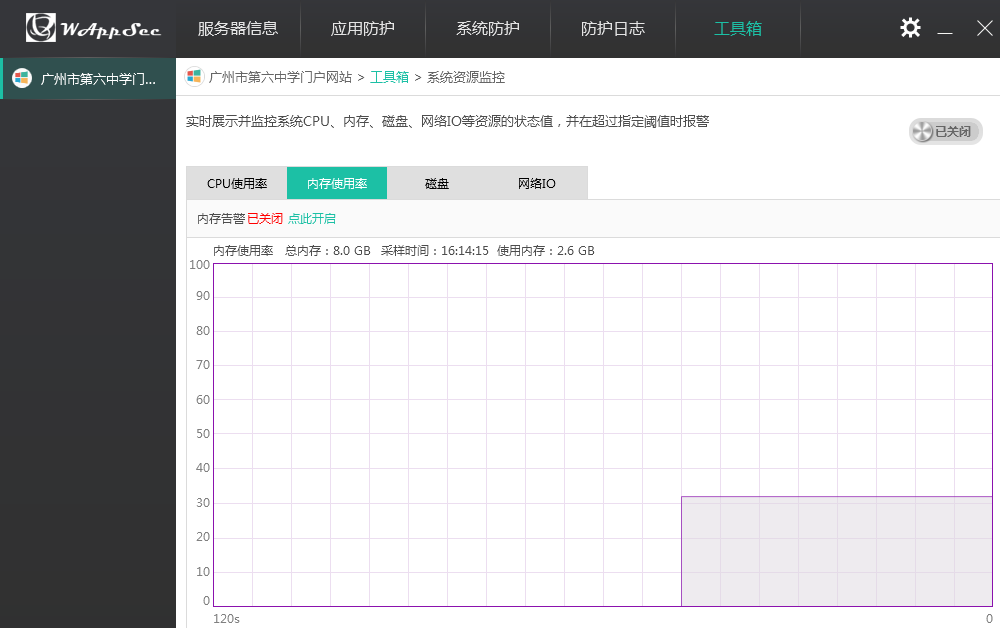 WAppSec
服务器信息 应用防护 系统防护 防护日志 工具箱
广州市第六中学门...
广州市第六中学门户网站 > 工具箱 > 系统资源监控
实时展示并监控系统CPU、内存、磁盘、网络IO等资源的状态值，并在超过指定阈值时报警
已关闭
CPU使用率 内存使用率 磁盘 网络IO
内存告警已关闭 点此开启
内存使用率 总内存：8.0 GB 采样时间：16:14:15 使用内存：2.6 GB
100
90
80
70
60
50
40
30
20
10
0
120s 0